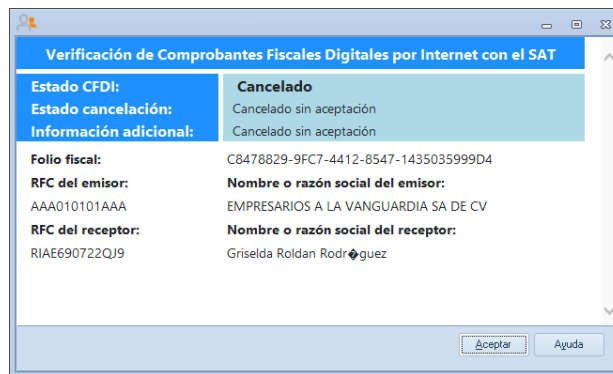 Verificación de Comprobantes Fiscales Digitales por Internet con el SAT
Estado CFDI: Cancelado
Estado cancelación: Cancelado sin aceptación
Información adicional: Cancelado sin aceptación
Folio fiscal: C8478829-9FC7-4412-8547-1435035999D4
RFC del emisor: Nombre o razón social del emisor:
AAA010101AAA EMPRESARIOS A LA VANGUARDIA SA DE CV
RFC del receptor: Nombre o razón social del receptor:
RIAE690722QJ9 Griselda Roldan Rodr�guez
Aceptar Ayuda